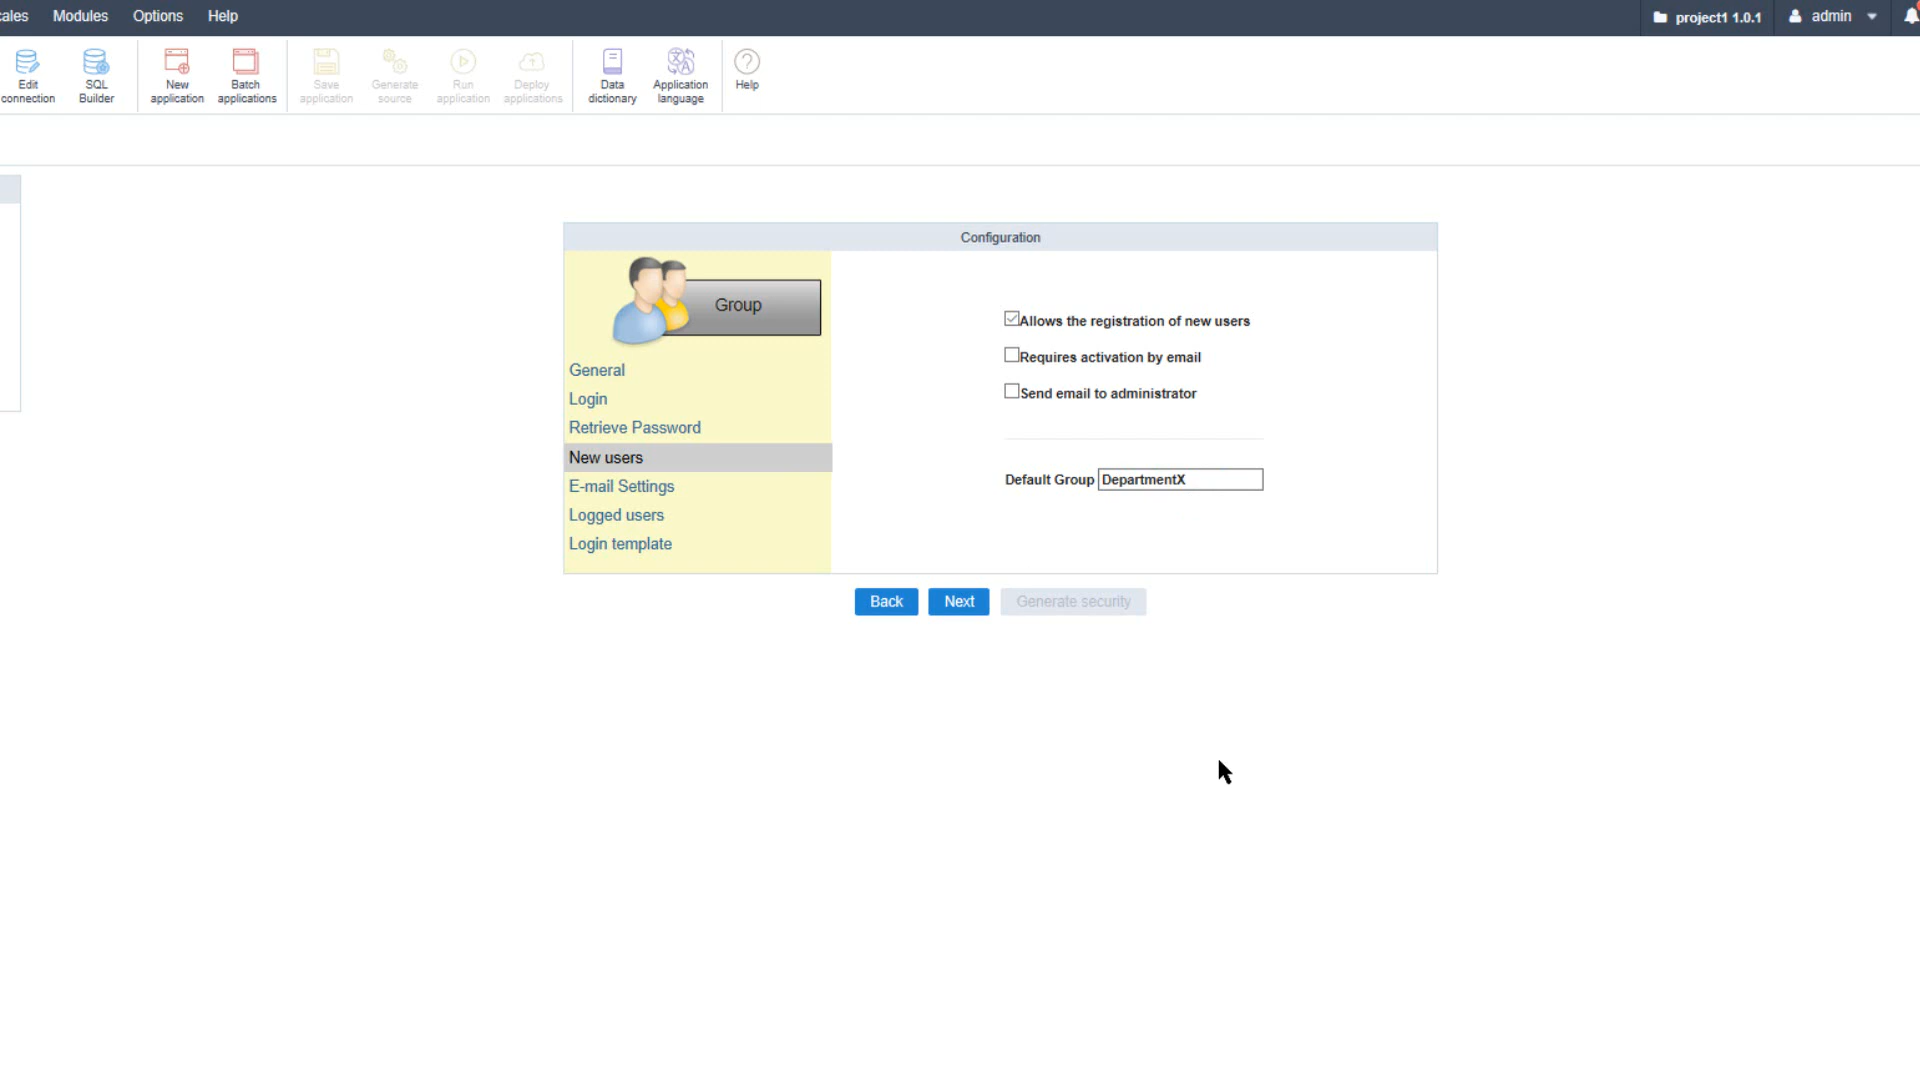 Modules Options Help project1 1.0.1 admin
Edit connection
SQL Builder
New application
Batch applications
Save application
Generate source
Run application
Deploy applications
Data dictionary
Application language
Help
Configuration
Group
General
Login
Retrieve Password
New users
E-mail Settings
Logged users
Login template
Allows the registration of new users
Requires activation by email
Send email to administrator
Default Group DepartmentX
Back Next Generate security